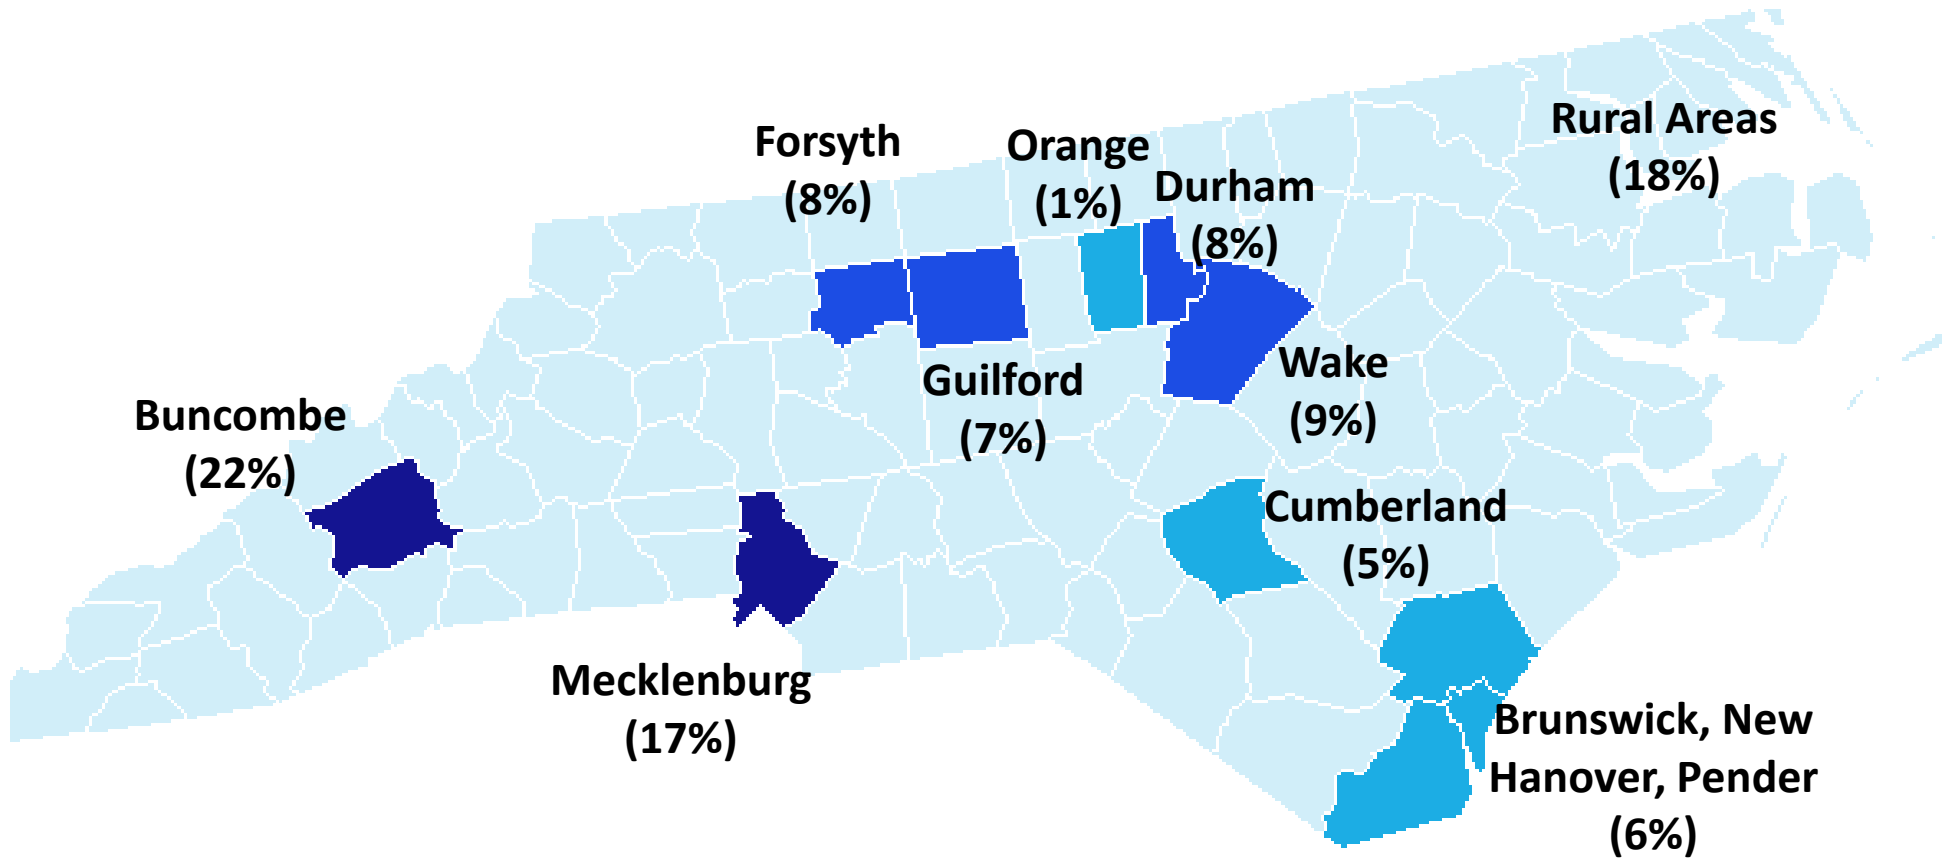 Forsyth
(8%)
Orange
(1%)
Durham
(8%)
Rural Areas
(18%)
Buncombe
(22%)
Guilford
(7%)
Wake
(9%)
Cumberland
(5%)
Mecklenburg
(17%)
Brunswick, New
Hanover, Pender
(6%)